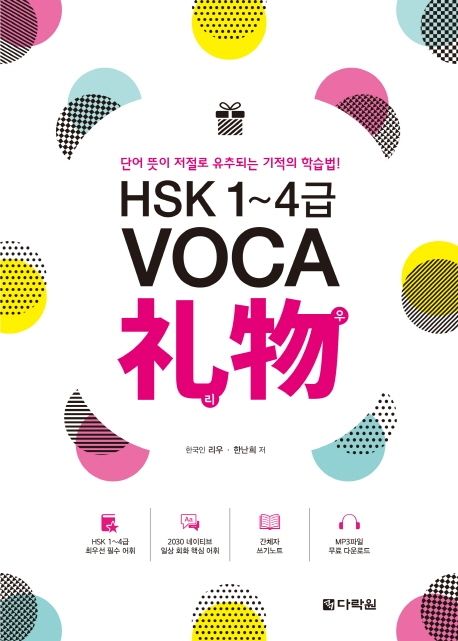 단어 뜻이 저절로 유추되는 기적의 학습법!
HSK 1~4급
VOCA
礼物
리
우
한국인 리우 · 한난희 저
HSK 1~4급
최우선 필수 어휘
Aa
2030 네이티브
일상 회화 핵심 어휘
간체자
쓰기노트
MP3파일
무료 다운로드
다락원